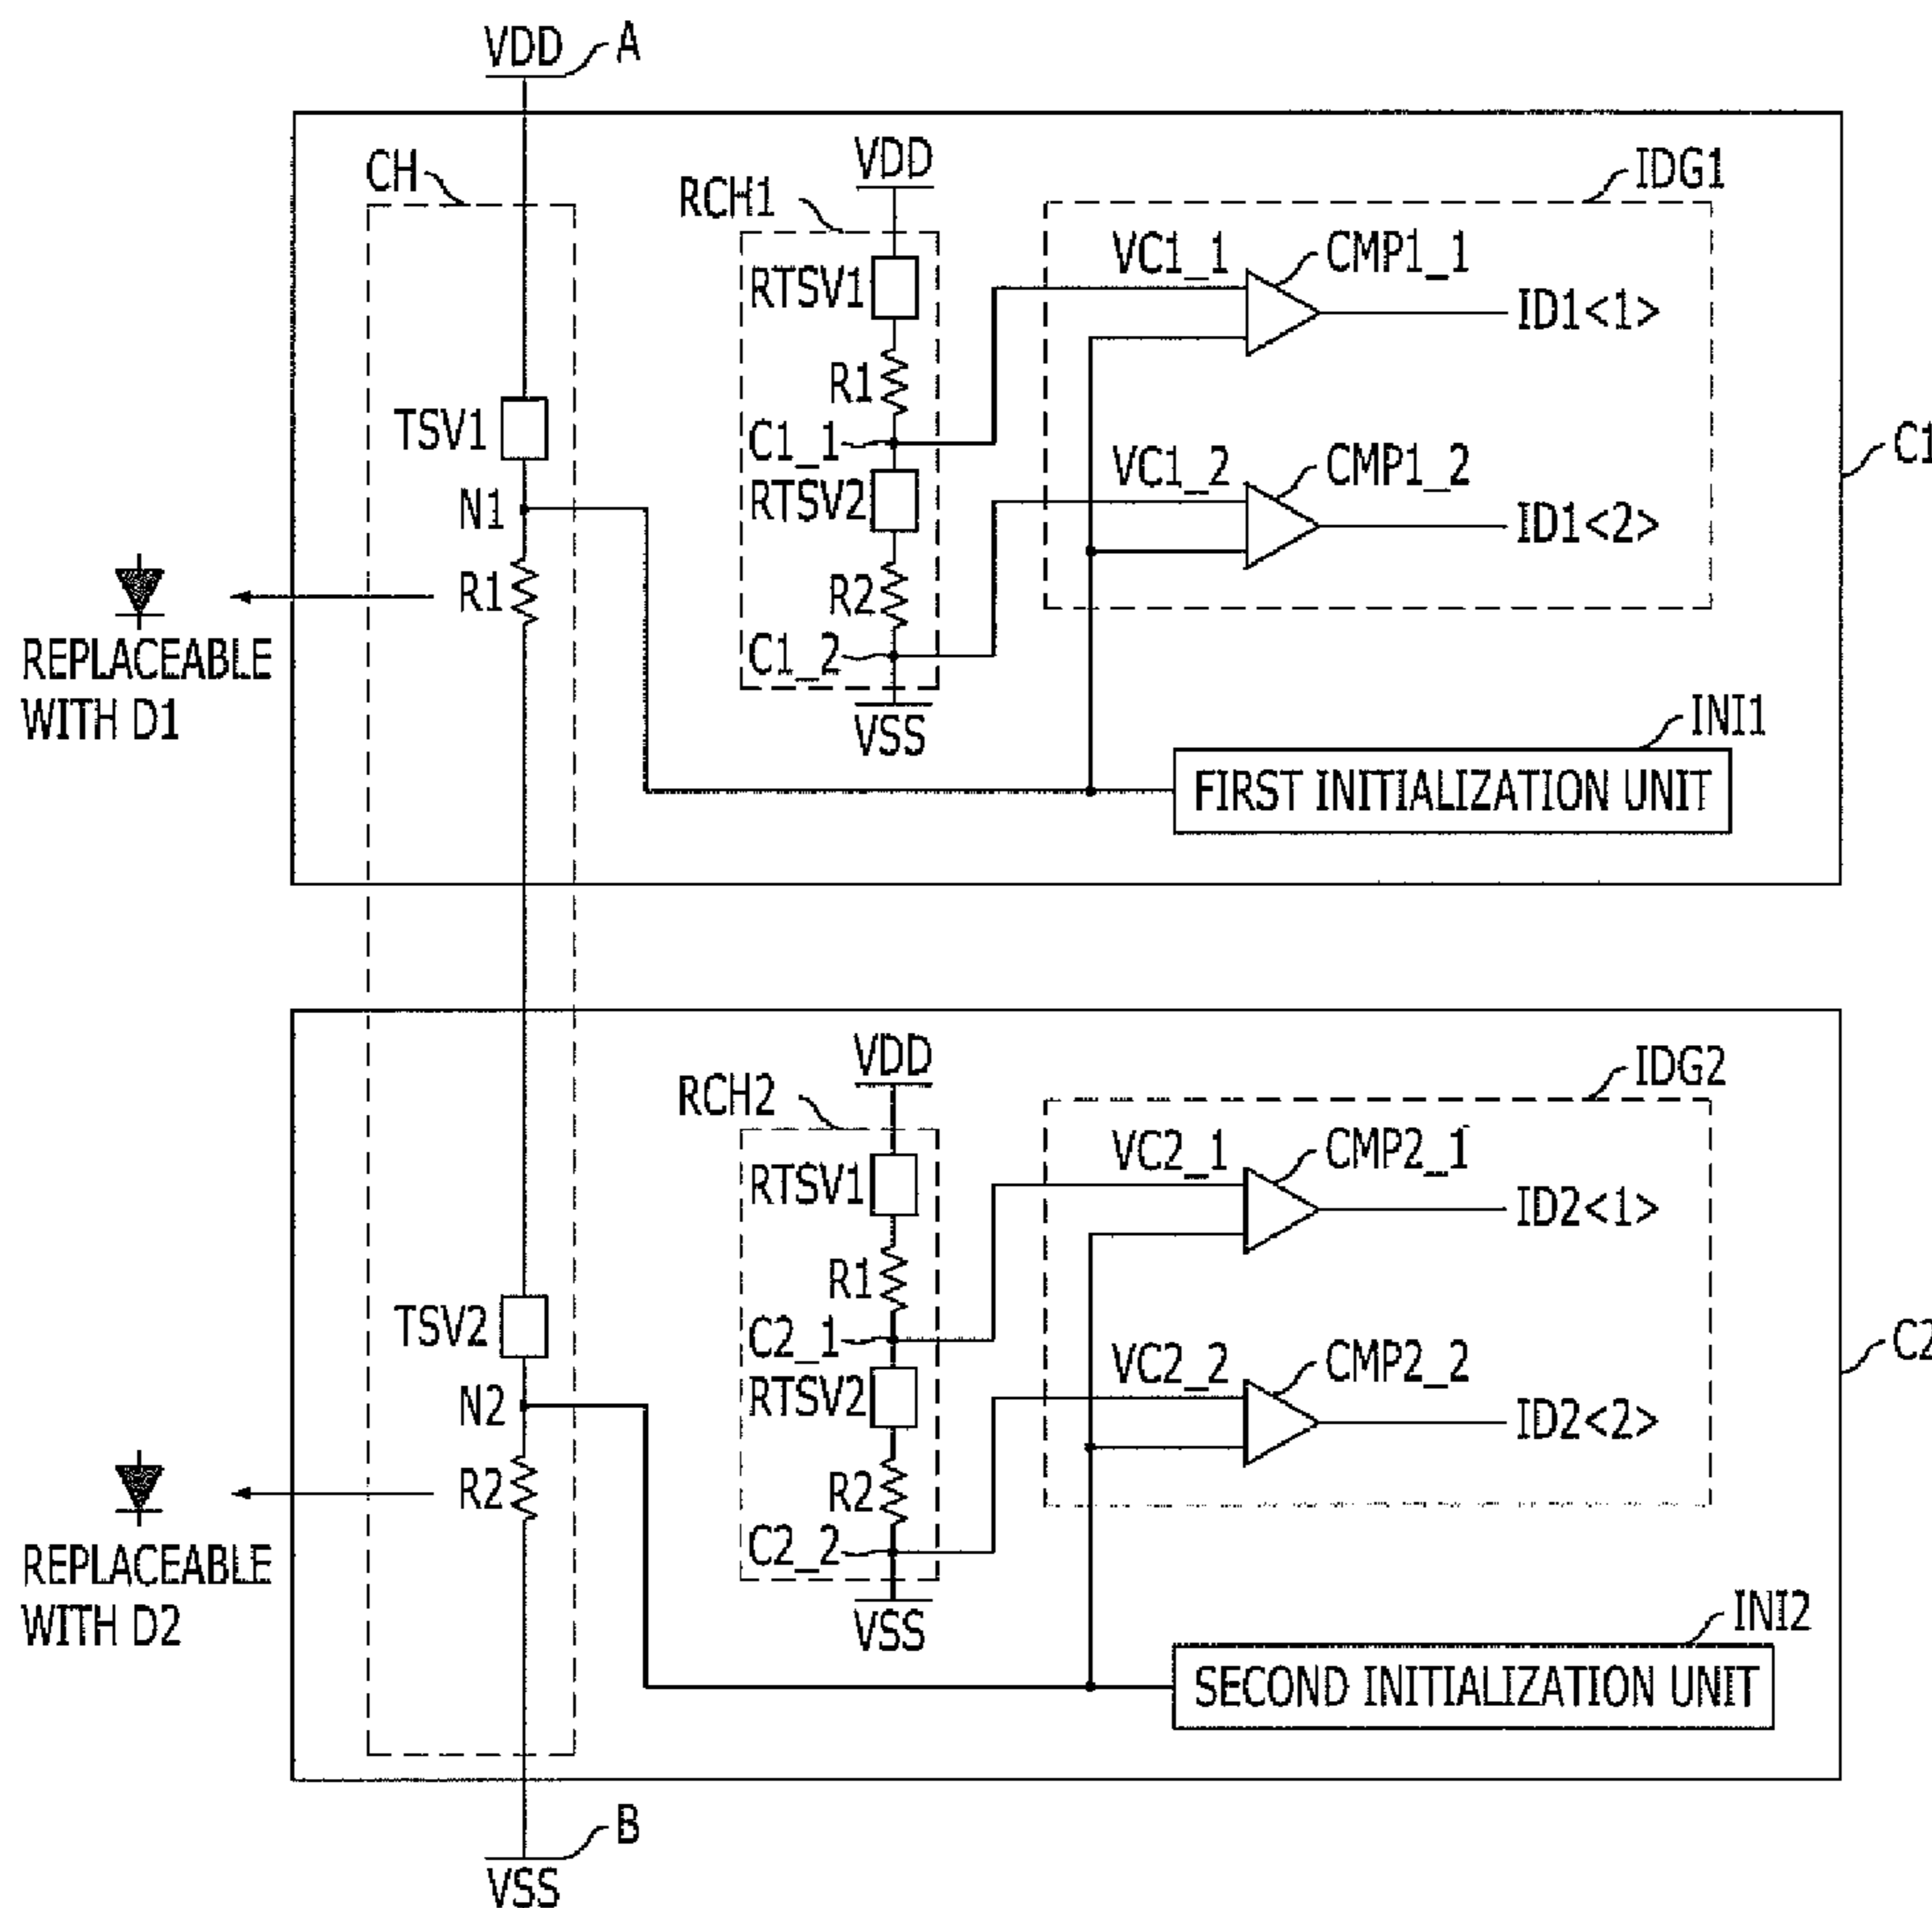 VDD
A
CH
RCH1
VDD
IDG1
RTSV1
VC1_1
CMP1_1
ID1<1>
R1
TSV1
C1_1
VC1_2
CMP1_2
C1
N1
RTSV2
ID1<2>
R1
R2
REPLACEABLE
WITH D1
C1_2
VSS
INI1
FIRST INITIALIZATION UNIT
VDD
RCH2
IDG2
RTSV1
VC2_1
CMP2_1
ID2<1>
R1
TSV2
C2_1
VC2_2
CMP2_2
C2
N2
RTSV2
ID2<2>
R2
R2
REPLACEABLE
WITH D2
C2_2
VSS
INI2
SECOND INITIALIZATION UNIT
B
VSS